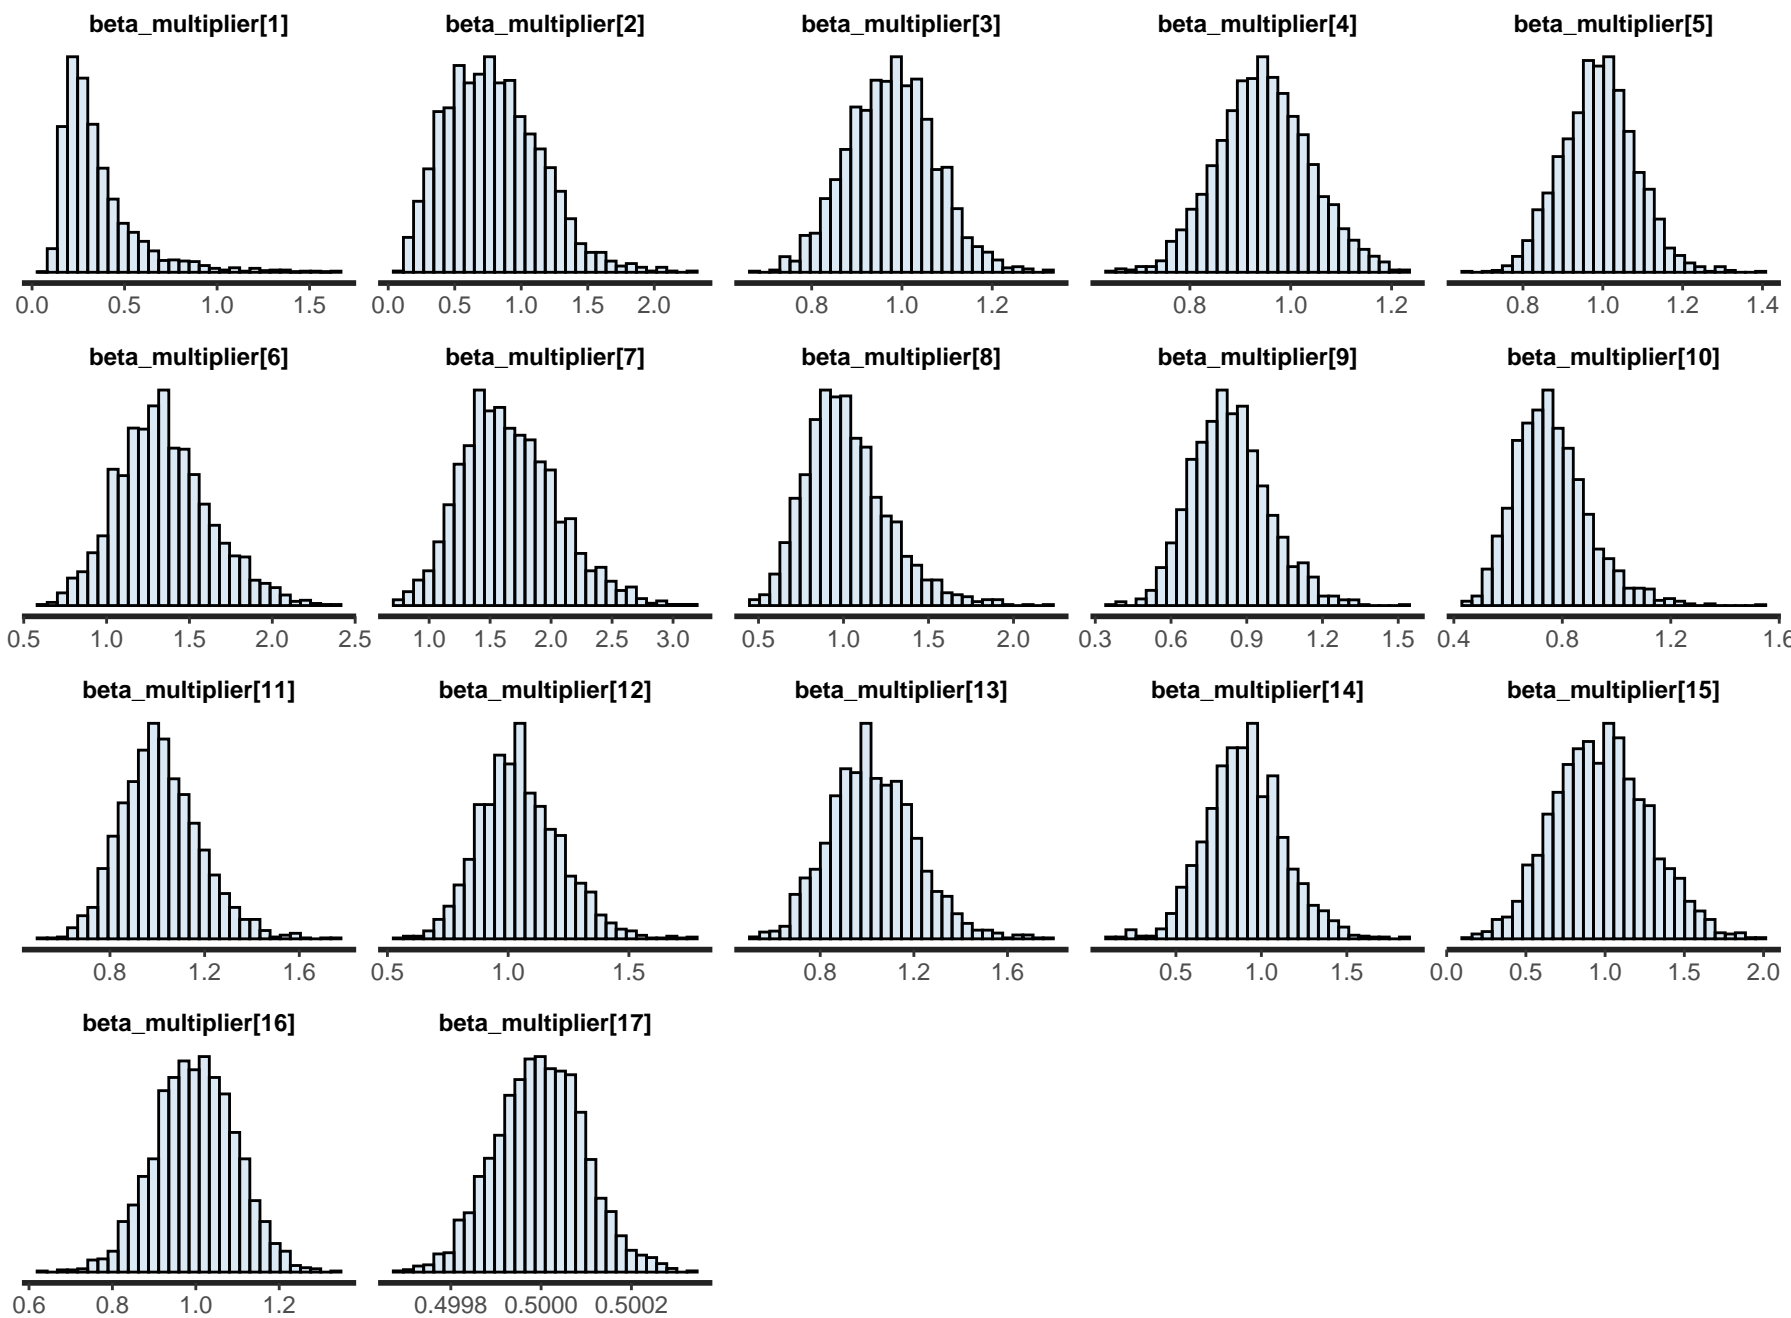 beta_multiplier[1] beta_multiplier[2] beta_multiplier[3] beta_multiplier[4] beta_multiplier[5]
0.0 0.5 1.0 1.5 0.0 0.5 1.0 1.5 2.0 0.8 1.0 1.2 0.8 1.0 1.2 0.8 1.0 1.2 1.4
beta_multiplier[6] beta_multiplier[7] beta_multiplier[8] beta_multiplier[9] beta_multiplier[10]
0.5 1.0 1.5 2.0 2.5 1.0 1.5 2.0 2.5 3.0 0.5 1.0 1.5 2.0 0.3 0.6 0.9 1.2 1.5 0.4 0.8 1.2 1.6
beta_multiplier[11] beta_multiplier[12] beta_multiplier[13] beta_multiplier[14] beta_multiplier[15]
0.8 1.2 1.6 0.5 1.0 1.5 0.8 1.2 1.6 0.5 1.0 1.5 0.0 0.5 1.0 1.5 2.0
beta_multiplier[16] beta_multiplier[17]
0.6 0.8 1.0 1.2 0.4998 0.5000 0.5002